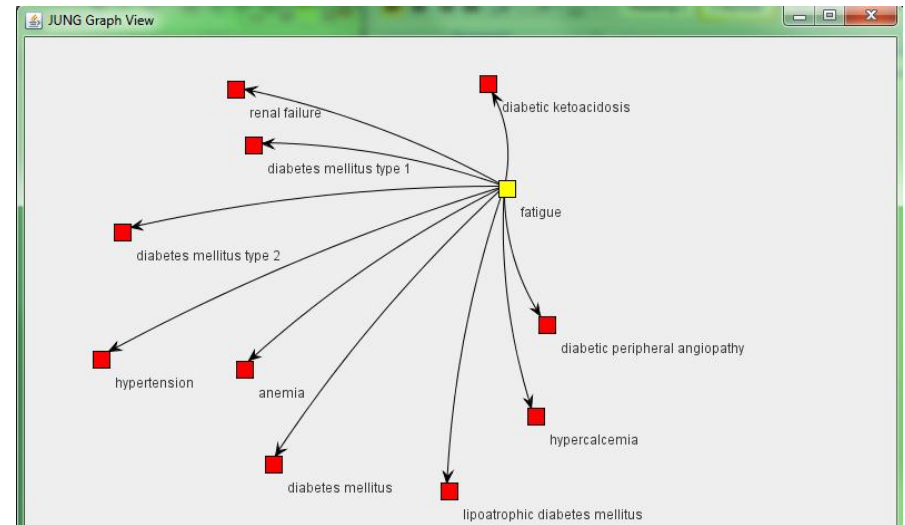 JUNG Graph View
renal failure
diabetic ketoacidosis
diabetes mellitus type 1
fatigue
diabetes mellitus type 2
diabetic peripheral angiopathy
hypertension
anemia
hypercalcemia
diabetes mellitus
lipoatrophic diabetes mellitus